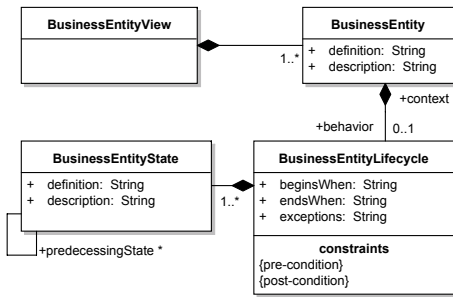 BusinessEntityView
BusinessEntity
+ definition: String
+ description: String
1..*
+context
+behavior
0..1
BusinessEntityState
+ definition: String
+ description: String
1..*
+predecessingState *
BusinessEntityLifecycle
+ beginsWhen: String
+ endsWhen: String
+ exceptions: String
constraints
{pre-condition}
{post-condition}